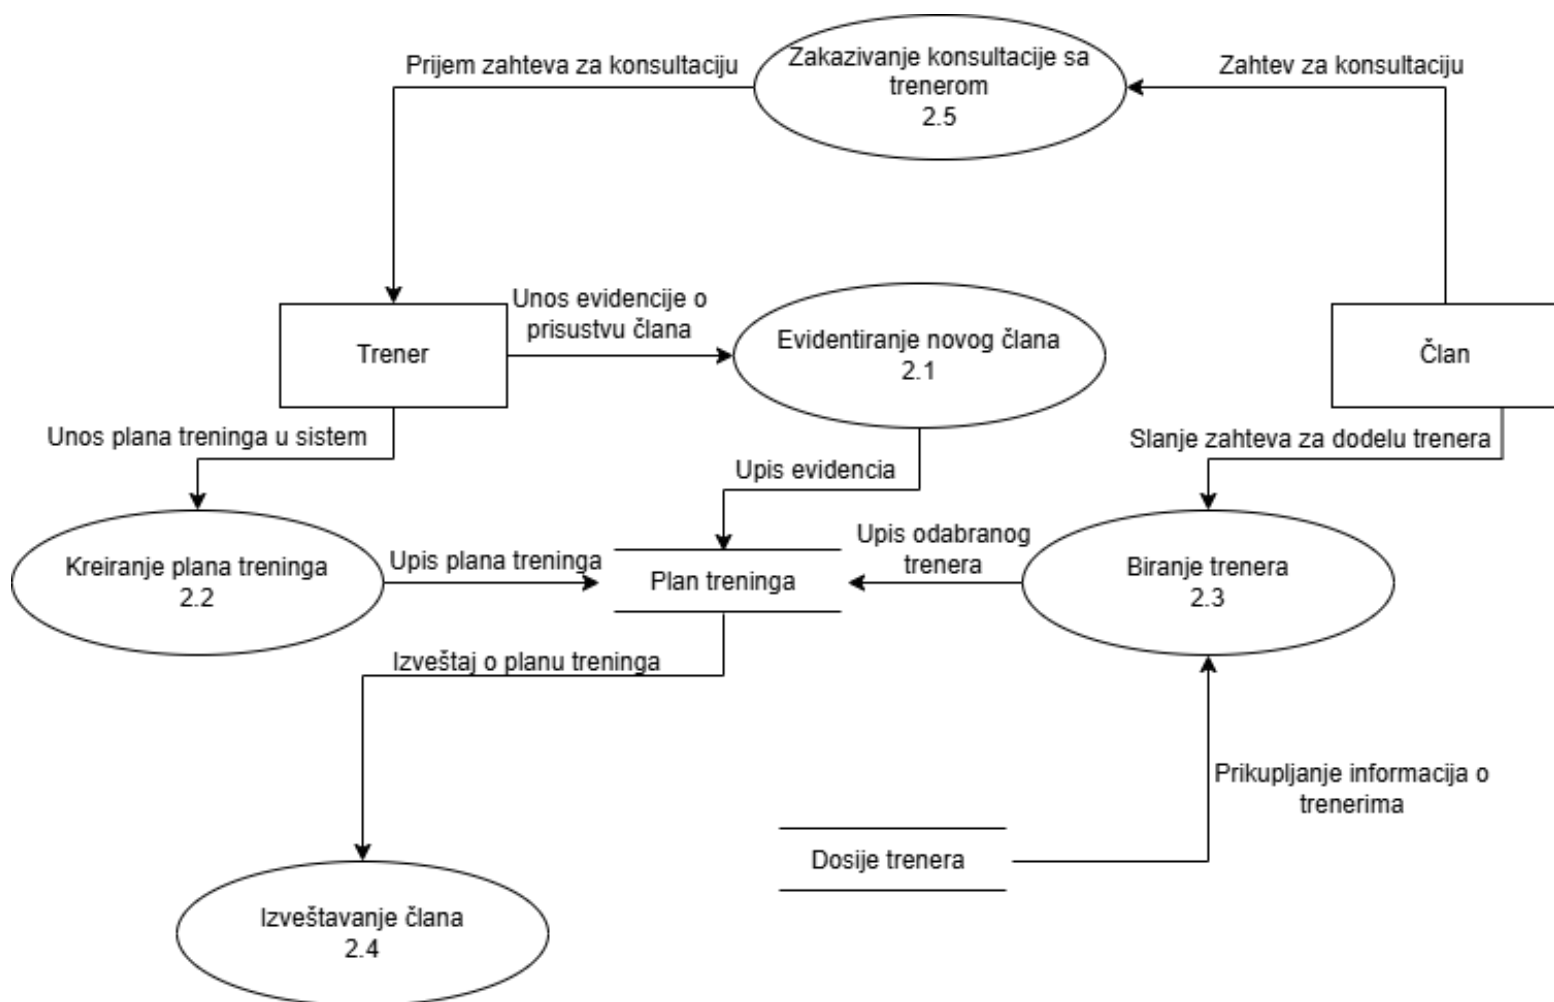 Zakazivanje konsultacije sa
trenerom
2.5
Prijem zahteva za konsultaciju
Zahtev za konsultaciju
Unos evidencije o
prisustvu člana
Trener
Evidentiranje novog člana
2.1
Član
Unos plana treninga u sistem
Slanje zahteva za dodelu trenera
Upis evidencia
Kreiranje plana treninga
2.2
Upis plana treninga
Plan treninga
Upis odabranog
trenera
Biranje trenera
2.3
Izveštaj o planu treninga
Prikupljanje informacija o
trenerima
Dosije trenera
Izveštavanje člana
2.4